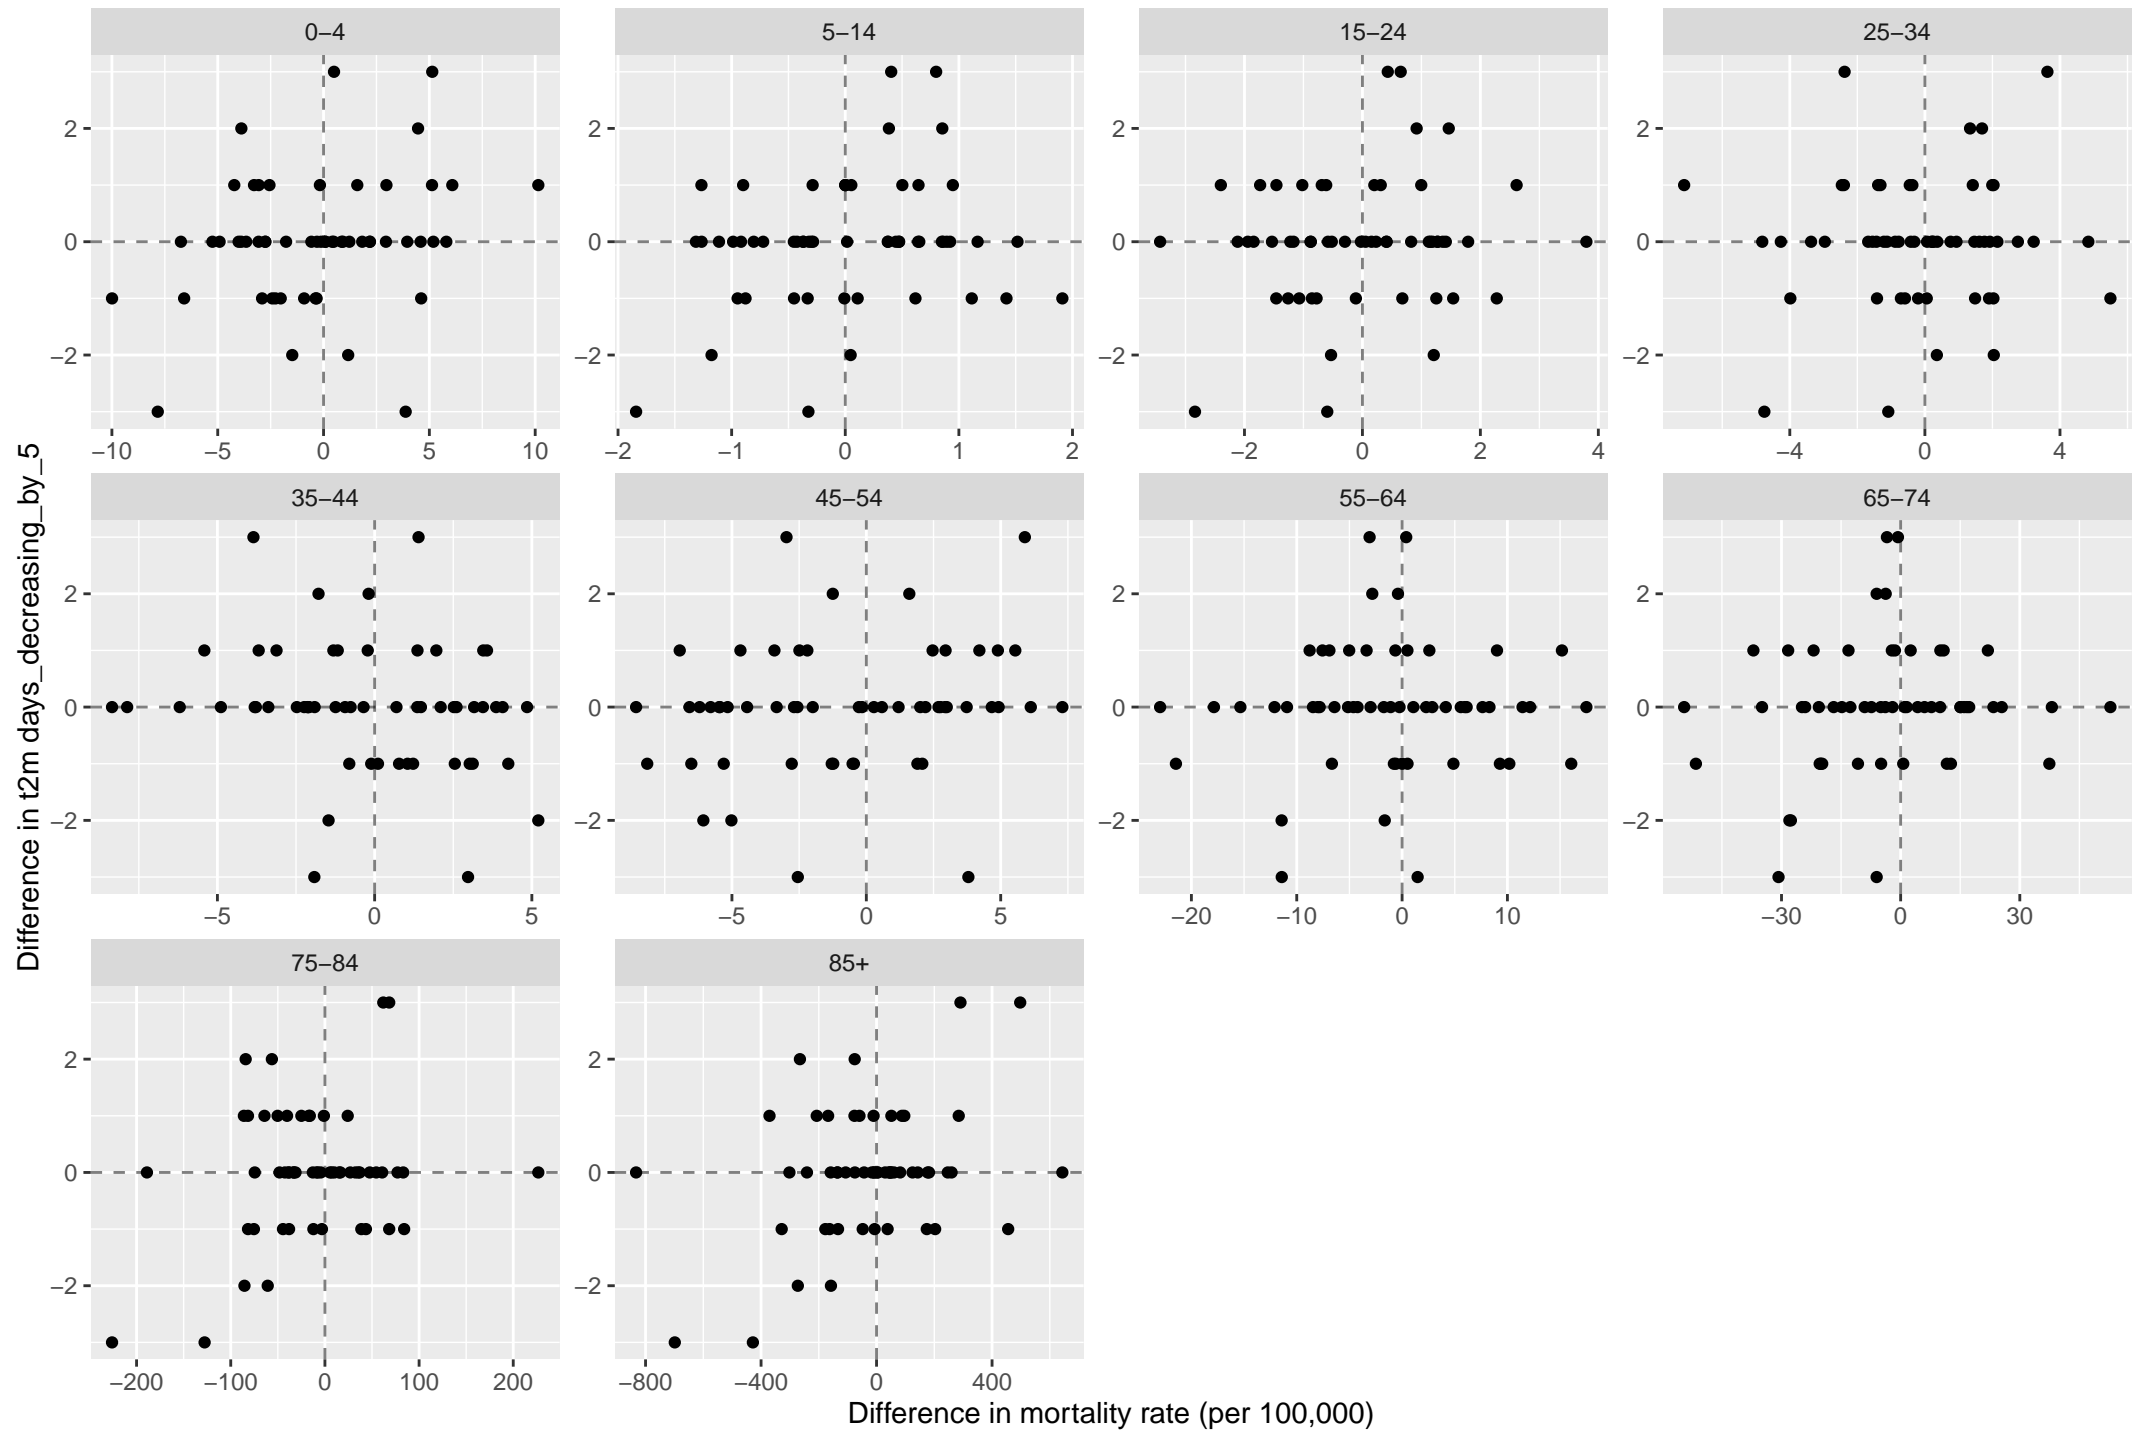 0–4 5–14 15–24 25–34
2 2 2 2
0 0 0 0
−2 −2 −2 −2
−10 −5 0 5 10 −2 −1 0 1 2 −2 0 2 4 −4 0 4
35–44 45–54 55–64 65–74
2 2 2 2
0 0 0 0
−2 −2 −2 −2
−5 0 5 −5 0 5 −20 −10 0 10 −30 0 30
Difference in t2m days_decreasing_by_5
75–84 85+
2 2
0 0
−2 −2
−200 −100 0 100 200 −800 −400 0 400
Difference in mortality rate (per 100,000)